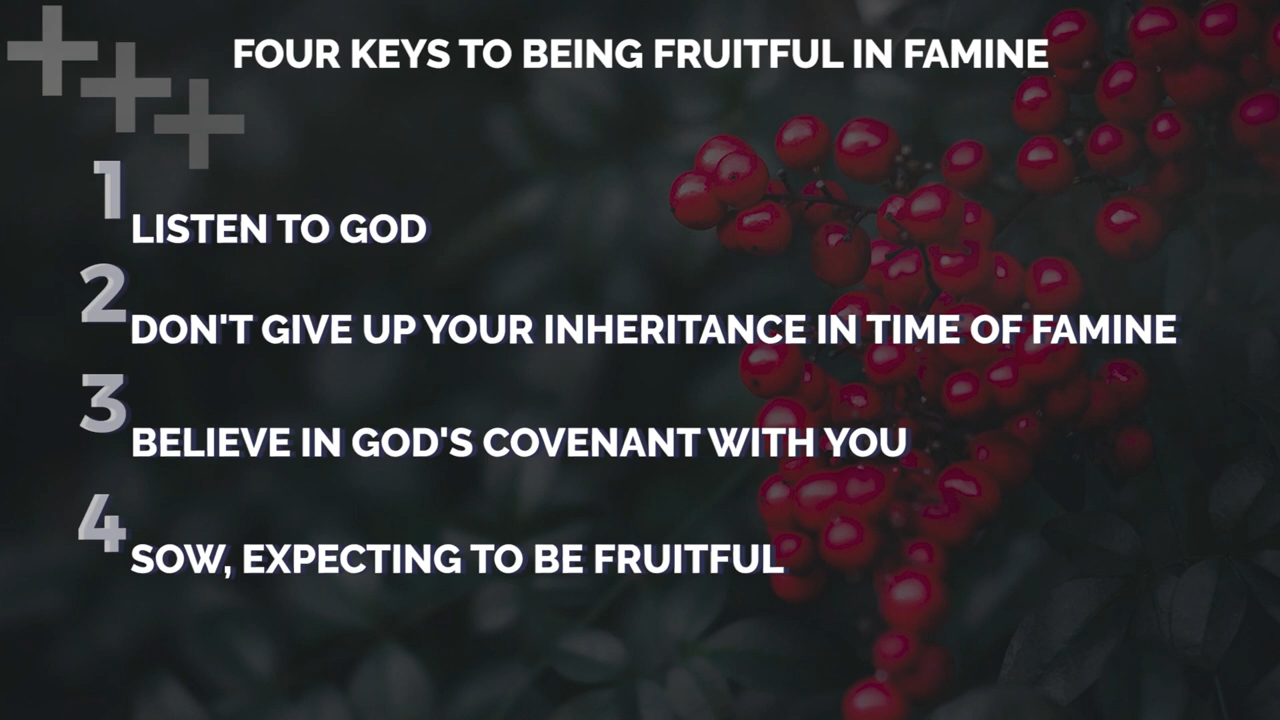 FOUR KEYS TO BEING FRUITFUL IN FAMINE
1
LISTEN TO GOD
2
DON'T GIVE UP YOUR INHERITANCE IN TIME OF FAMINE
3
BELIEVE IN GOD'S COVENANT WITH YOU
4
SOW, EXPECTING TO BE FRUITFUL